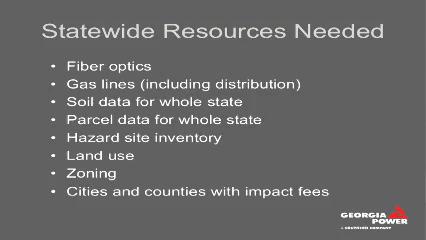 Statewide Resources Needed
• Fiber optics
• Gas lines (including distribution)
• Soil data for whole state
• Parcel data for whole state
• Hazard site inventory
• Land use
• Zoning
• Cities and counties with impact fees
GEORGIA
POWER
A SOUTHERN COMPANY